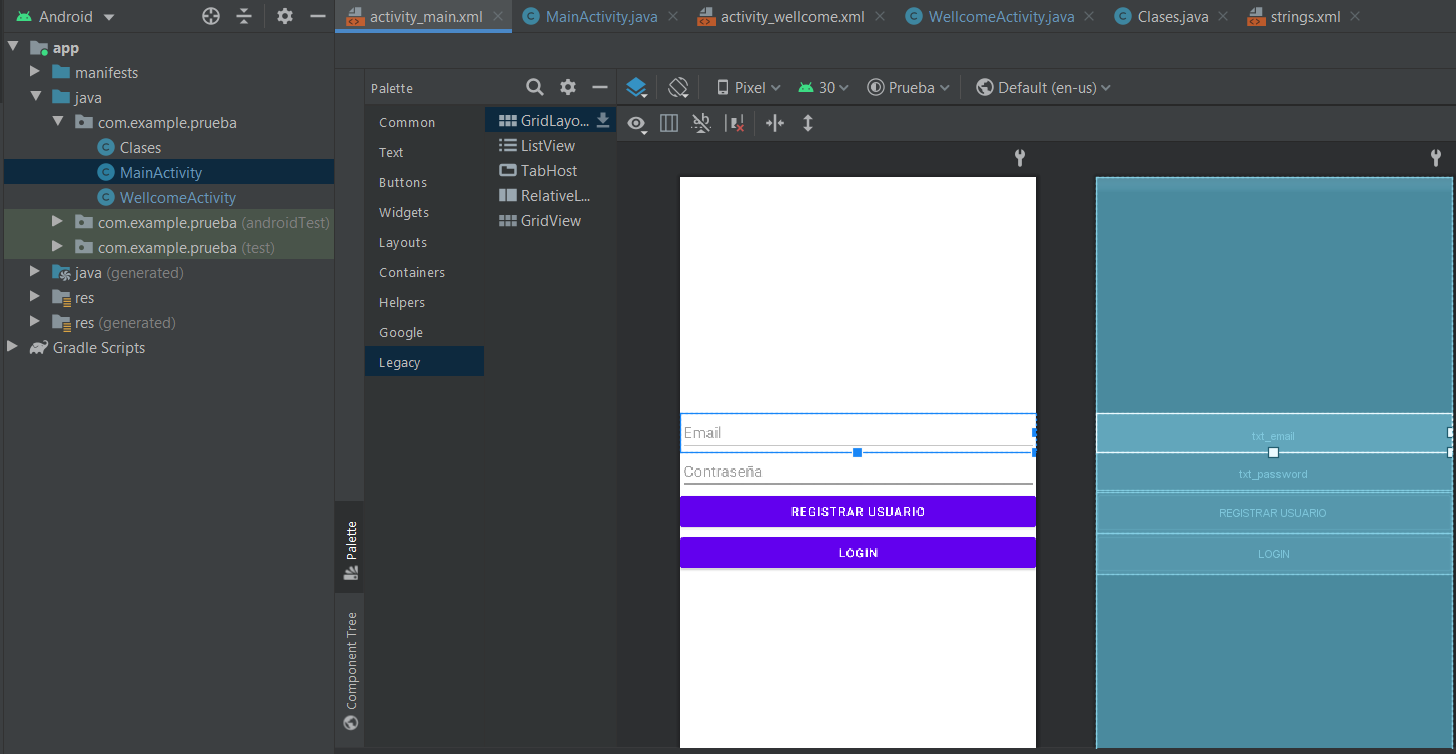 Android
activity_main.xml
MainActivity.java
activity_wellcome.xml
WellcomeActivity.java
Clases.java
strings.xml
app
manifests
java
com.example.prueba
Clases
MainActivity
WellcomeActivity
com.example.prueba (androidTest)
com.example.prueba (test)
java (generated)
res
res (generated)
Gradle Scripts
Palette
Component Tree
Palette
Common
Text
Buttons
Widgets
Layouts
Containers
Helpers
Google
Legacy
GridLayo...
ListView
TabHost
RelativeL...
GridView
Pixel
30
Prueba
Default (en-us)
Email
Contraseña
REGISTRAR USUARIO
LOGIN
txt_email
txt_password
REGISTRAR USUARIO
LOGIN